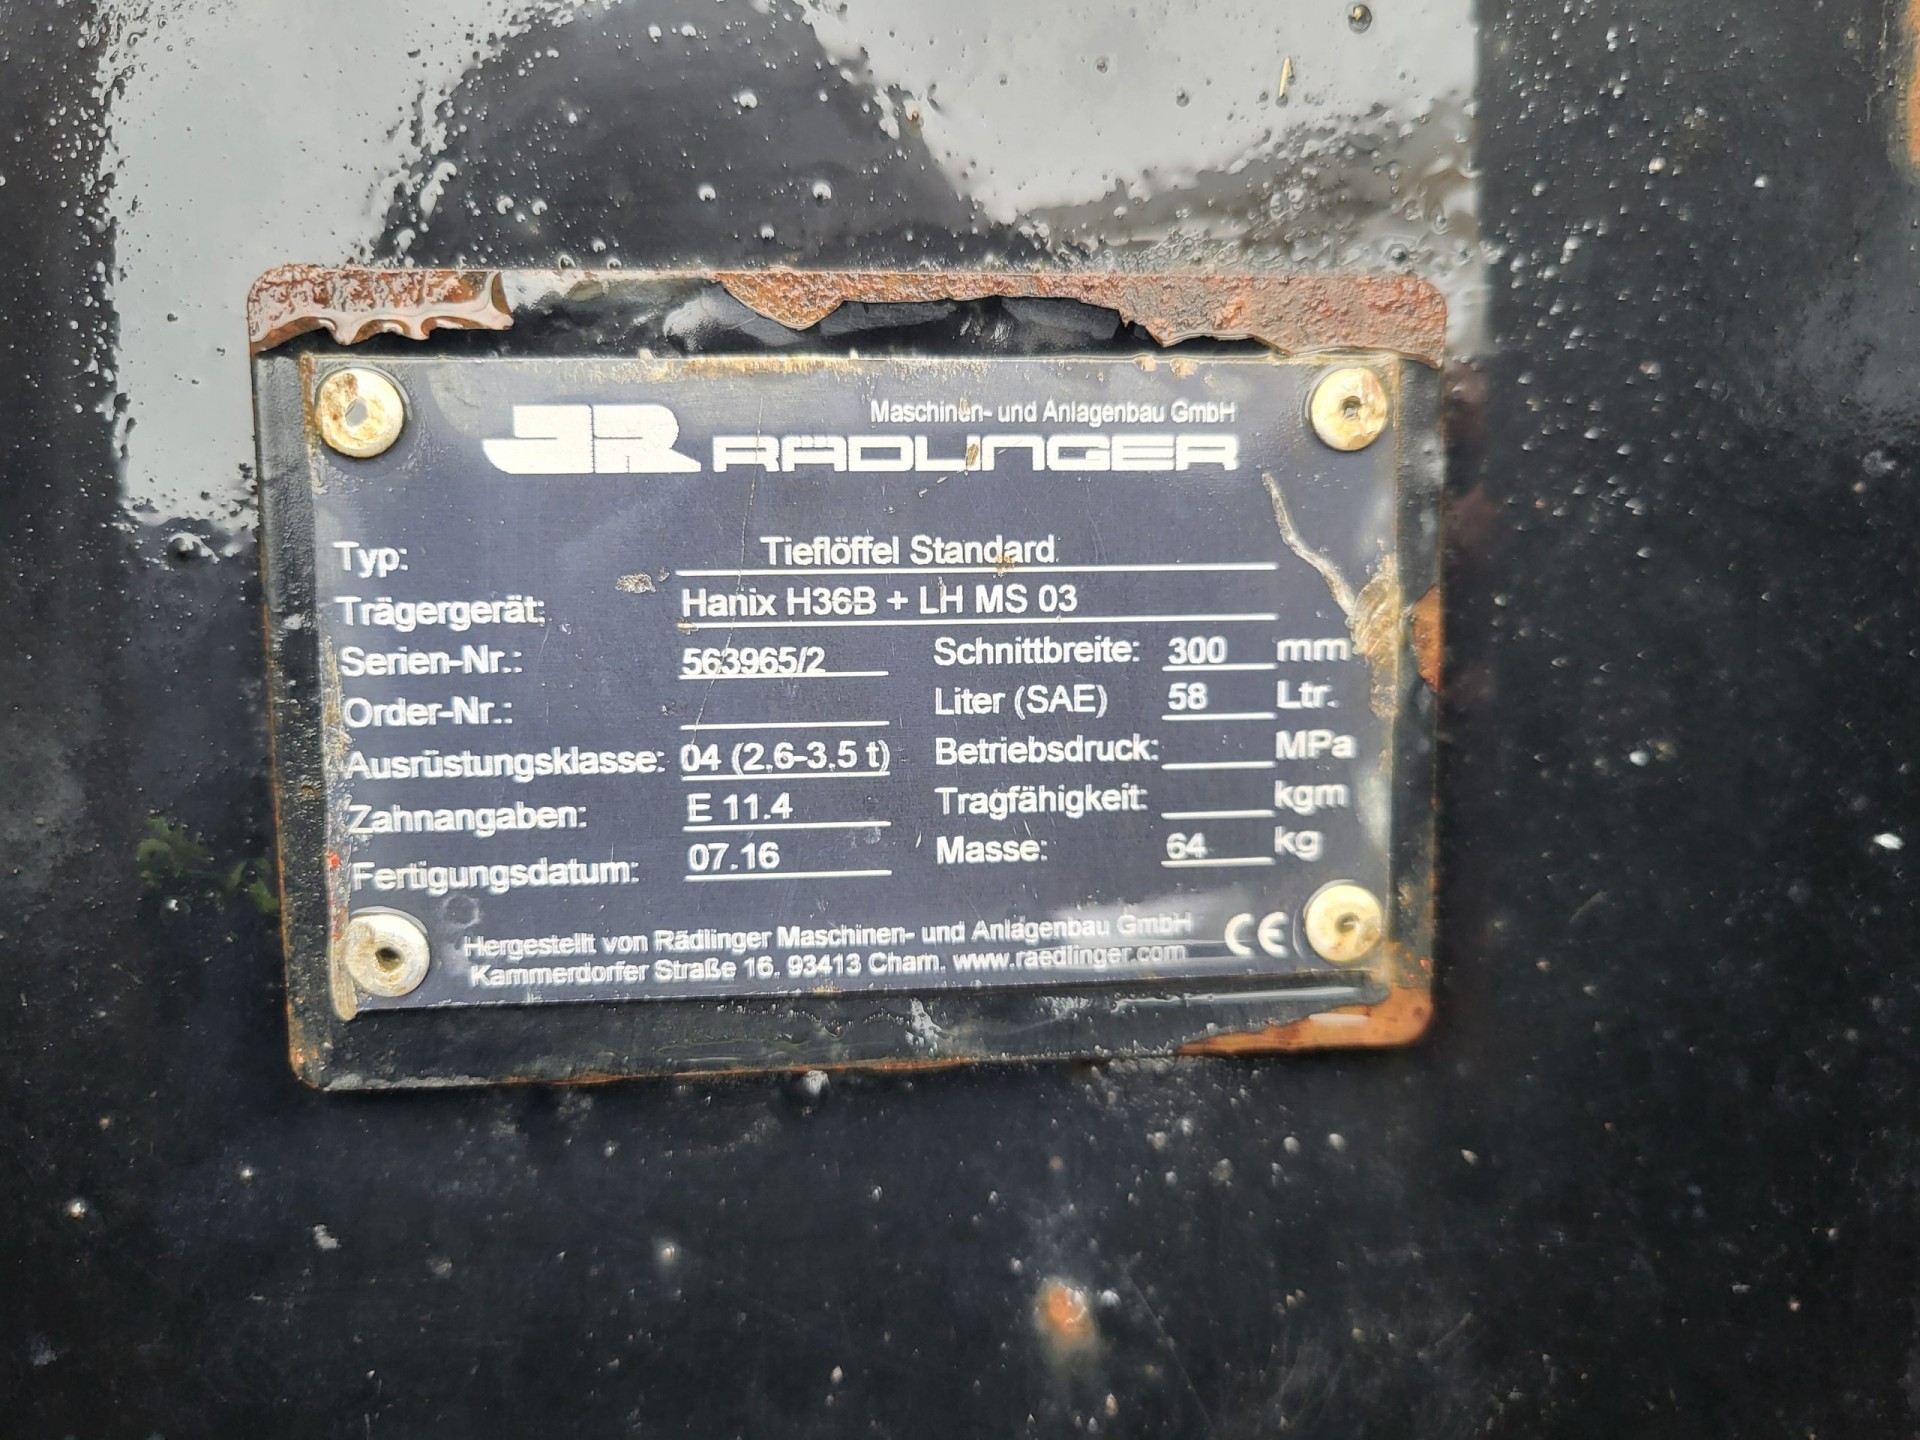 JR Maschinen- und Anlagenbau GmbH
RÄDLINGER
Typ: Tieflöffel Standard
Trägergerät: Hanix H36B + LH MS 03
Serien-Nr.: 563965/2 Schnittbreite: 300 mm
Order-Nr.: Liter (SAE) 58 Ltr.
Ausrüstungsklasse: 04 (2,6-3,5 t) Betriebsdruck: MPa
Zahnangaben: E 11.4 Tragfähigkeit: kgm
Fertigungsdatum: 07.16 Masse: 64 kg
Hergestellt von Rädlinger Maschinen- und Anlagenbau GmbH CE
Kammerdorfer Straße 16, 93413 Cham, www.raedlinger.com